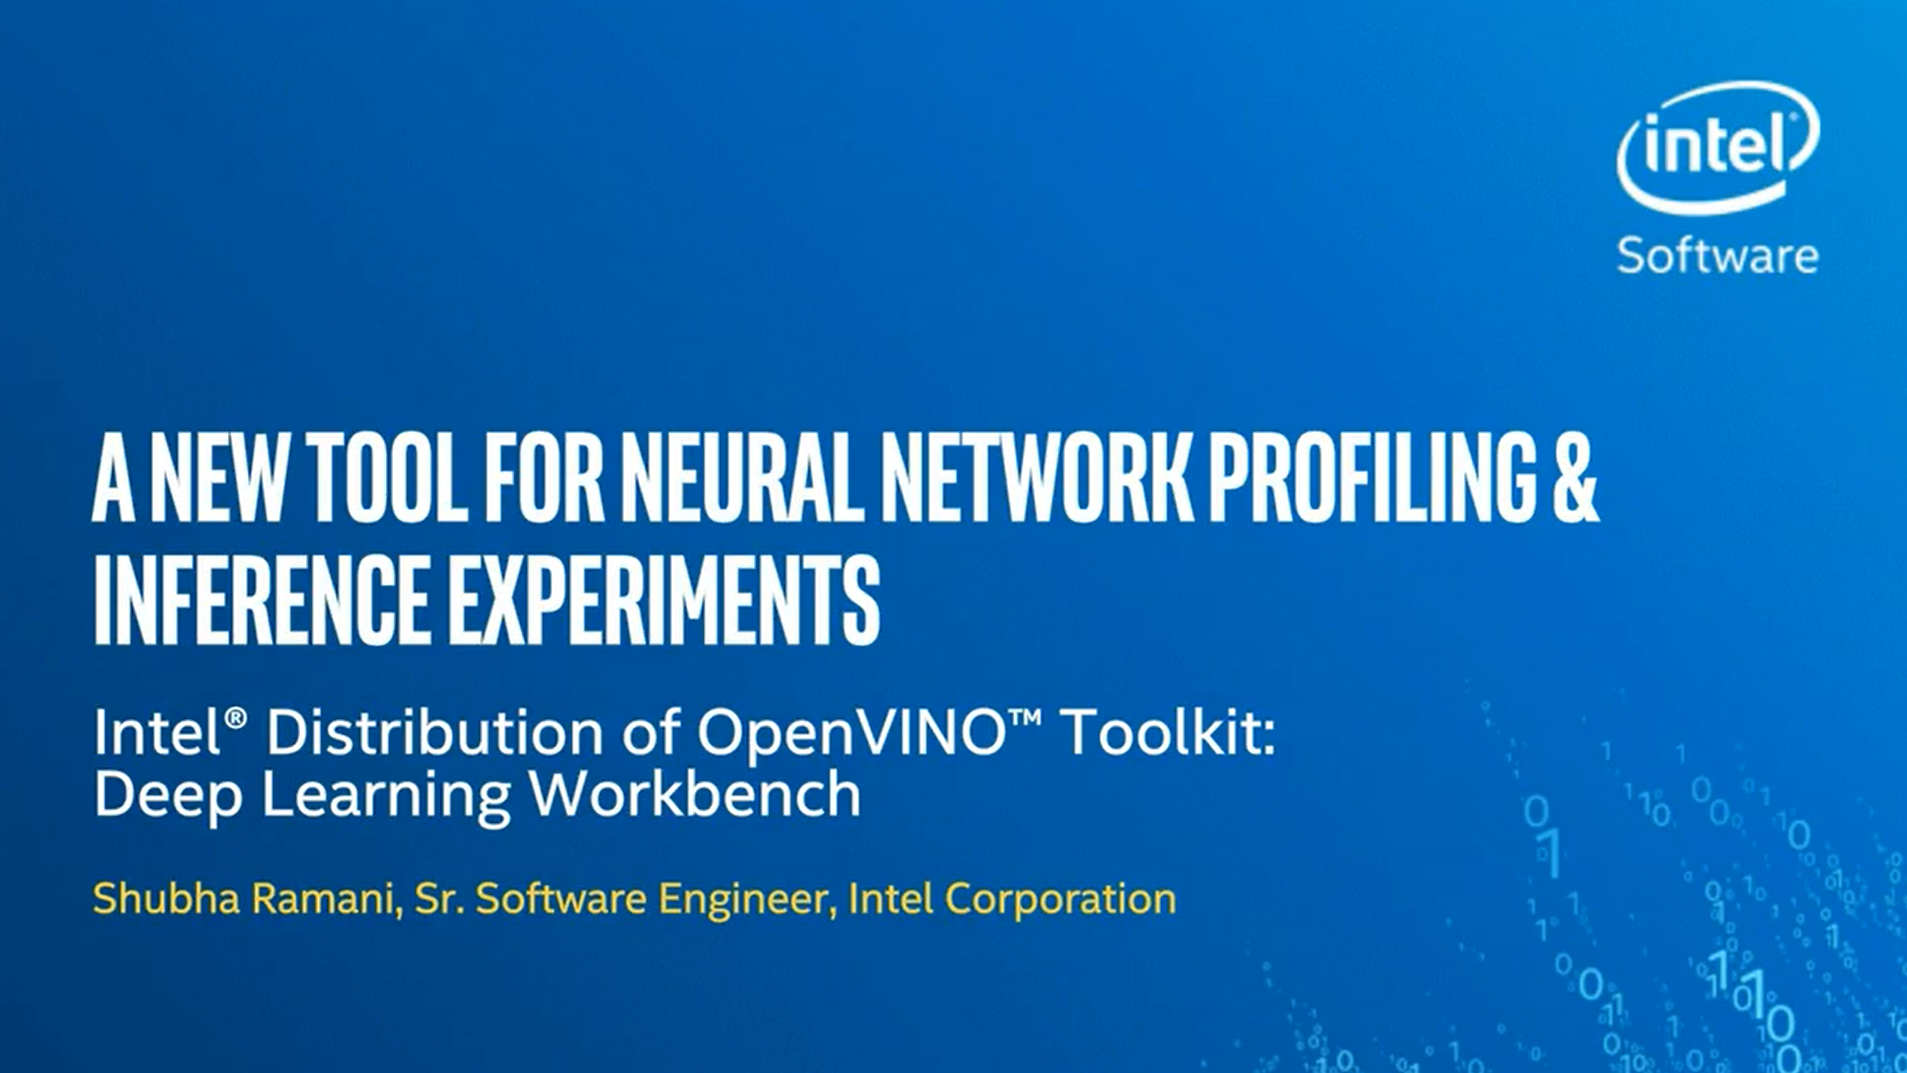 intel®
Software
A NEW TOOL FOR NEURAL NETWORK PROFILING &
INFERENCE EXPERIMENTS
Intel® Distribution of OpenVINO™ Toolkit:
Deep Learning Workbench
Shubha Ramani, Sr. Software Engineer, Intel Corporation